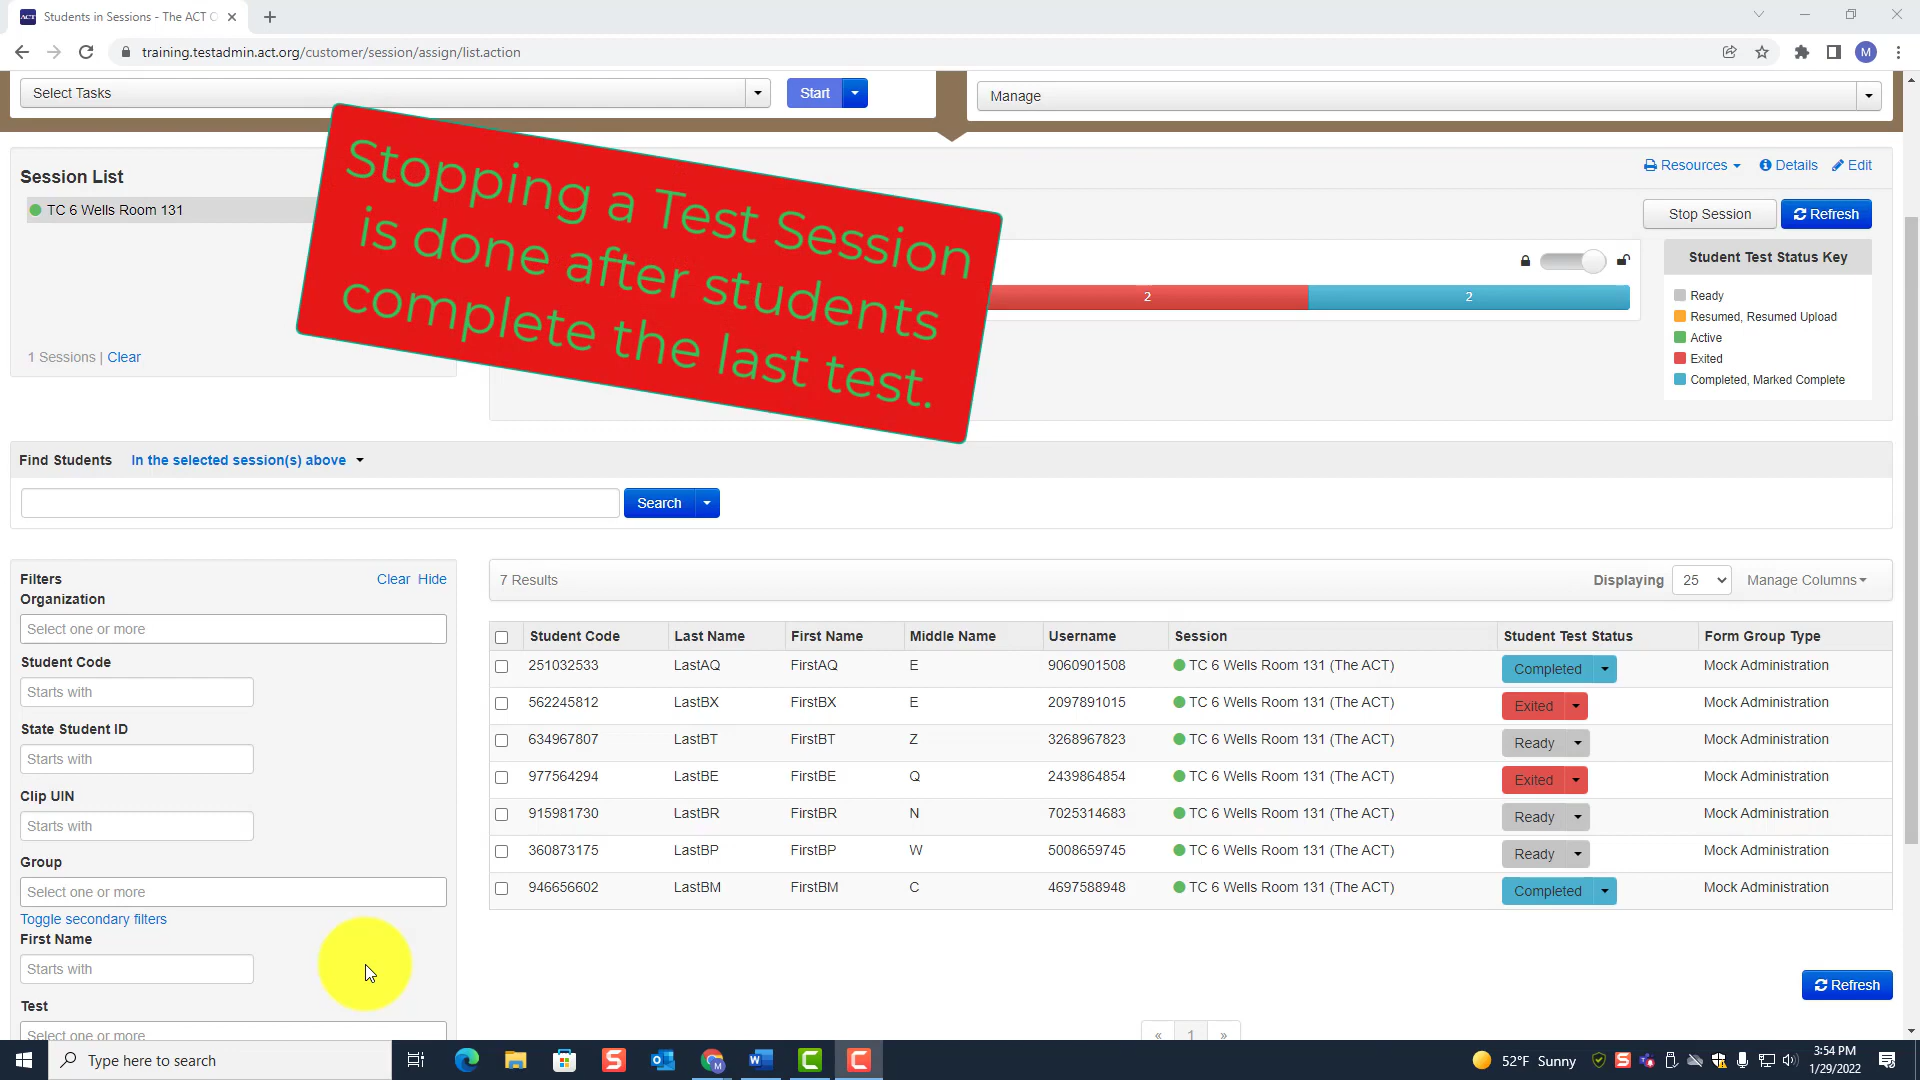 Students in Sessions - The ACT O
training.testadmin.act.org/customer/session/assign/list.action
M
Select Tasks
Start
Manage
Session List
TC 6 Wells Room 131
1 Sessions | Clear
Stopping a Test Session
is done after students
complete the last test.
Resources
Details
Edit
Stop Session
Refresh
2
2
Student Test Status Key
Ready
Resumed, Resumed Upload
Active
Exited
Completed, Marked Complete
Find Students In the selected session(s) above
Search
Filters Clear Hide
Organization
Select one or more
Student Code
Starts with
State Student ID
Starts with
Clip UIN
Starts with
Group
Select one or more
Toggle secondary filters
First Name
Starts with
Test
Select one or more
7 Results Displaying 25 Manage Columns
Student Code Last Name First Name Middle Name Username Session Student Test Status Form Group Type
251032533 LastAQ FirstAQ E 9060901508 TC 6 Wells Room 131 (The ACT) Completed Mock Administration
562245812 LastBX FirstBX E 2097891015 TC 6 Wells Room 131 (The ACT) Exited Mock Administration
634967807 LastBT FirstBT Z 3268967823 TC 6 Wells Room 131 (The ACT) Ready Mock Administration
977564294 LastBE FirstBE Q 2439864854 TC 6 Wells Room 131 (The ACT) Exited Mock Administration
915981730 LastBR FirstBR N 7025314683 TC 6 Wells Room 131 (The ACT) Ready Mock Administration
360873175 LastBP FirstBP W 5008659745 TC 6 Wells Room 131 (The ACT) Ready Mock Administration
946656602 LastBM FirstBM C 4697588948 TC 6 Wells Room 131 (The ACT) Completed Mock Administration
Refresh
« 1 »
Type here to search
52°F Sunny
3:54 PM
1/29/2022